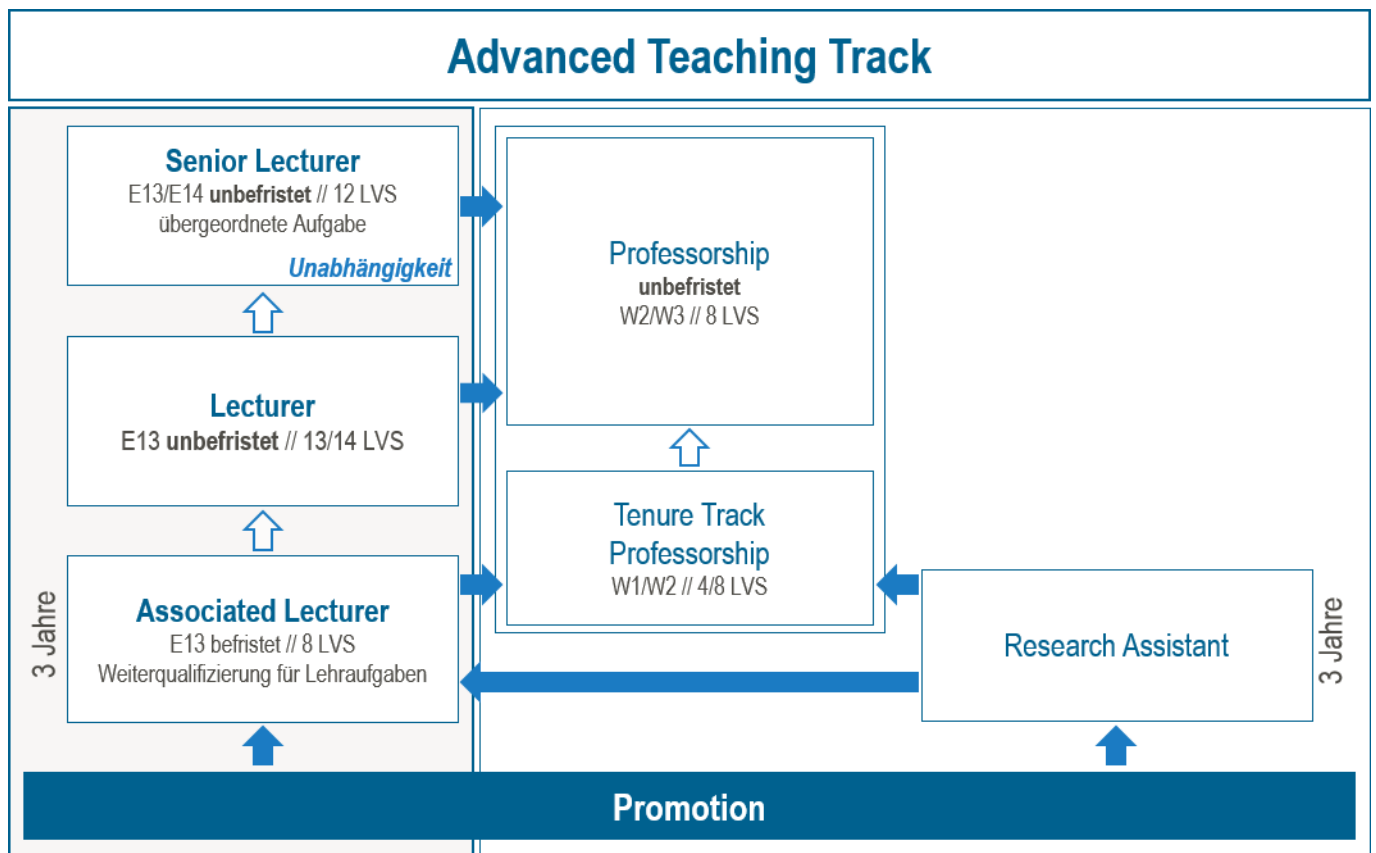 Advanced Teaching Track
Senior Lecturer
E13/E14 unbefristet // 12 LVS
übergeordnete Aufgabe
Unabhängigkeit
Lecturer
E13 unbefristet // 13/14 LVS
3 Jahre
Associated Lecturer
E13 befristet // 8 LVS
Weiterqualifizierung für Lehraufgaben
Professorship
unbefristet
W2/W3 // 8 LVS
Tenure Track
Professorship
W1/W2 // 4/8 LVS
Research Assistant
3 Jahre
Promotion